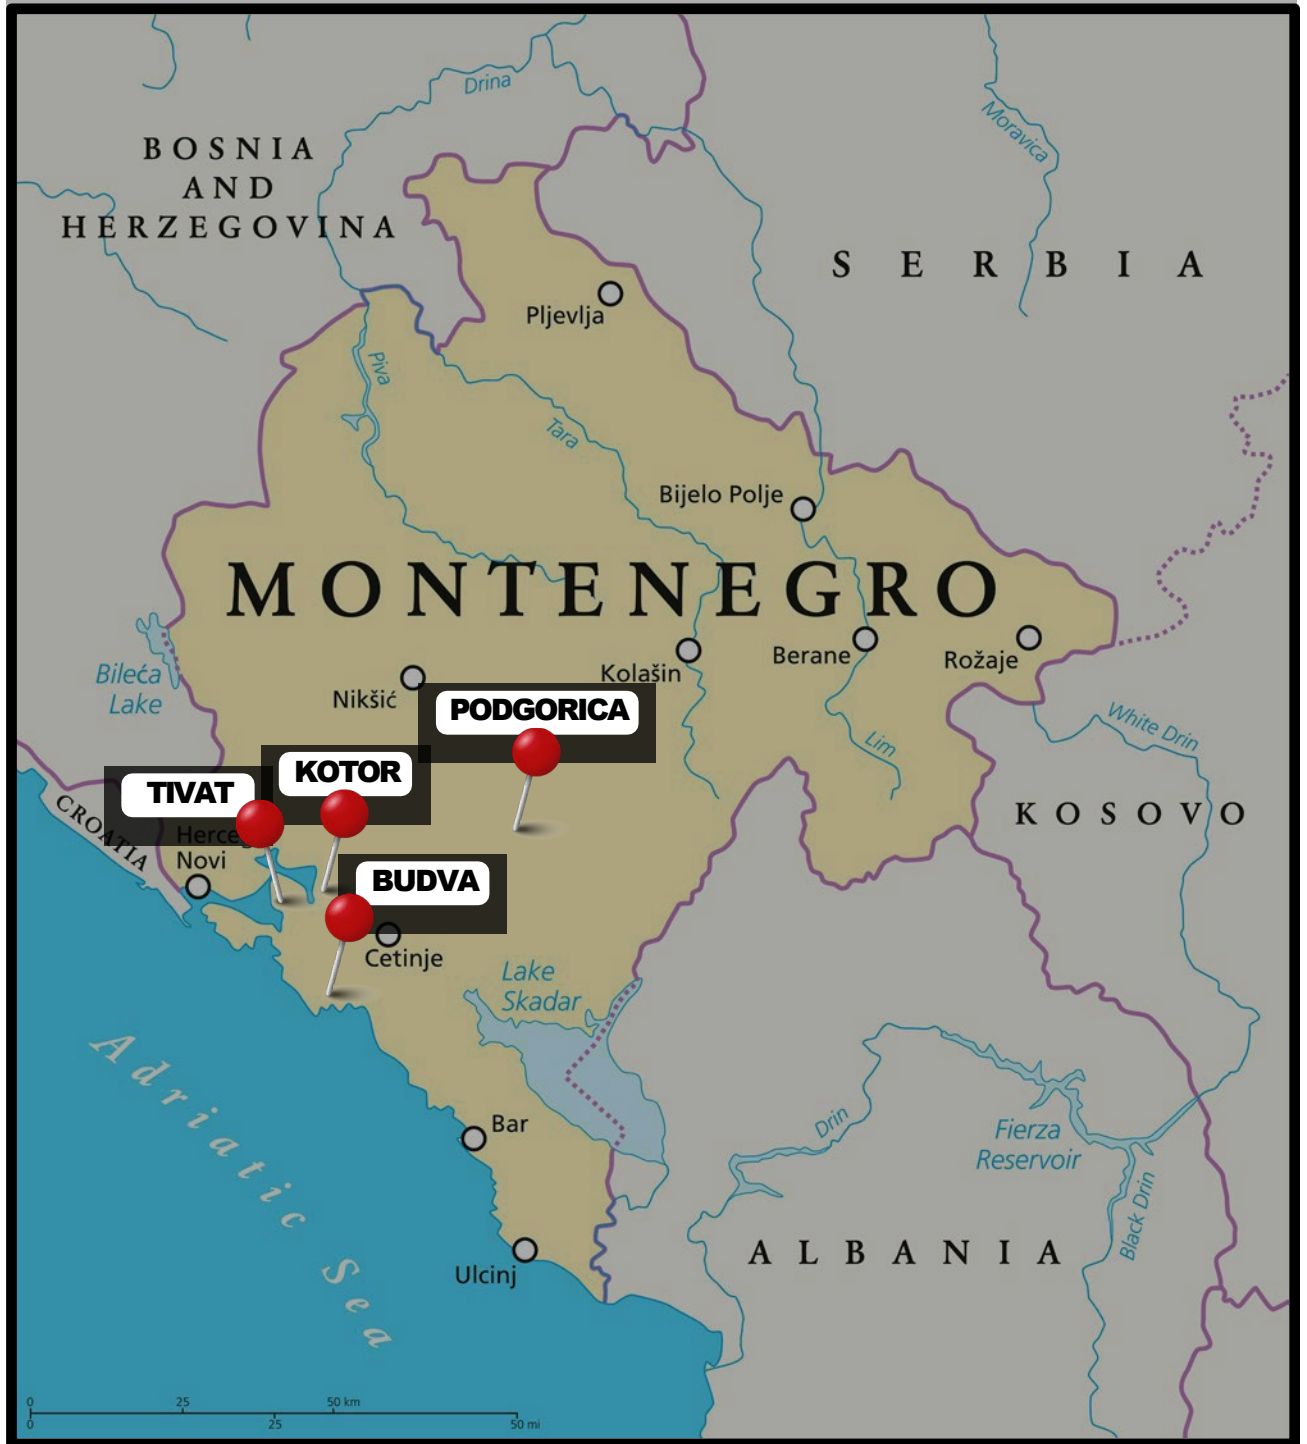 Drina
Moravica
BOSNIA
AND
HERZEGOVINA
SERBIA
Pljevlja
Piva
Tara
Bijelo Polje
MONTENEGRO
Bileća
Lake
Nikšić
Kolašin
Berane
Rožaje
PODGORICA
White Drin
Lim
KOTOR
TIVAT
CROATIA
Herceg
Novi
KOSOVO
BUDVA
Cetinje
Lake
Skadar
Adriatic Sea
Bar
Drin
Fierza
Reservoir
Black Drin
ALBANIA
Ulcinj
0 25 50 km
0 25 50 mi